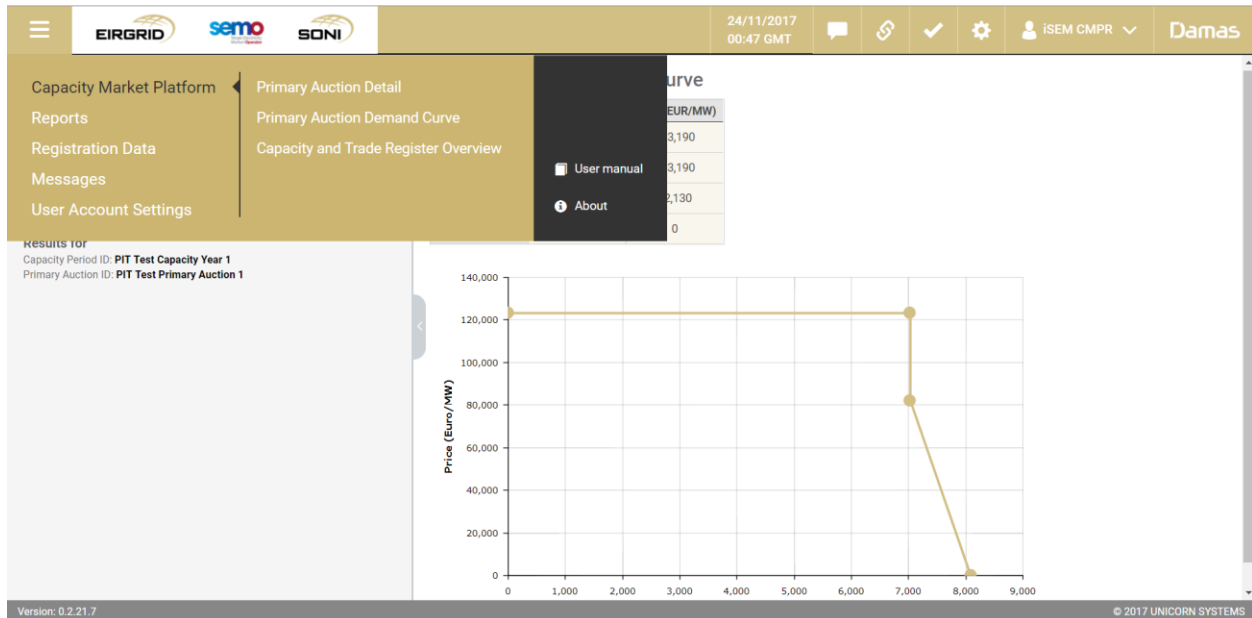 EIRGRID
semo
SONI
24/11/2017
00:47 GMT
iSEM CMPR
Damas
Capacity Market Platform
Reports
Registration Data
Messages
User Account Settings
Primary Auction Detail
Primary Auction Demand Curve
Capacity and Trade Register Overview
User manual
About
urve
EUR/MW)
3,190
3,190
2,130
0
Results for
Capacity Period ID: PIT Test Capacity Year 1
Primary Auction ID: PIT Test Primary Auction 1
Price (Euro/MW)
140,000
120,000
100,000
80,000
60,000
40,000
20,000
0
0 1,000 2,000 3,000 4,000 5,000 6,000 7,000 8,000 9,000
Version: 0.2.21.7
© 2017 UNICORN SYSTEMS